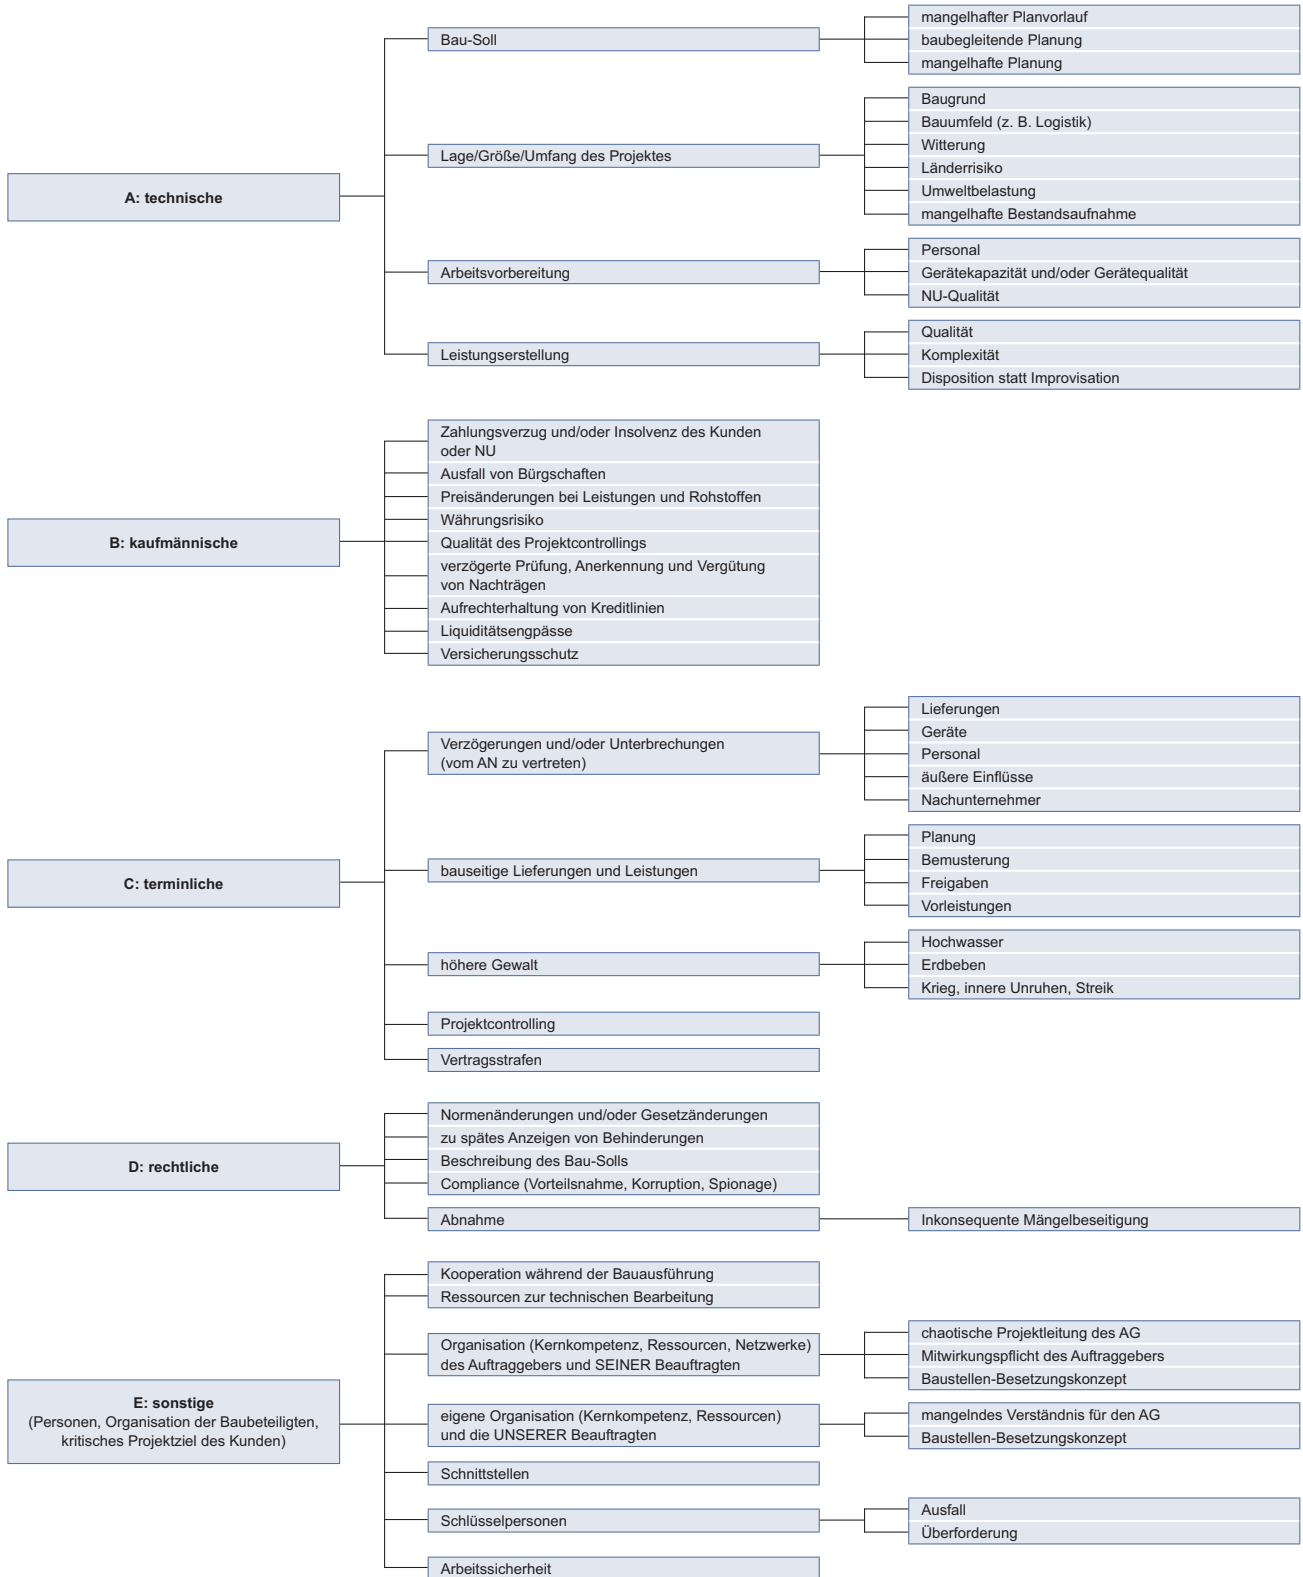 A: technische
Bau-Soll
mangelhafter Planvorlauf
baubegleitende Planung
mangelhafte Planung
Lage/Größe/Umfang des Projektes
Baugrund
Bauumfeld (z. B. Logistik)
Witterung
Länderrisiko
Umweltbelastung
mangelhafte Bestandsaufnahme
Arbeitsvorbereitung
Personal
Gerätekapazität und/oder Gerätequalität
NU-Qualität
Leistungserstellung
Qualität
Komplexität
Disposition statt Improvisation
B: kaufmännische
Zahlungsverzug und/oder Insolvenz des Kunden
oder NU
Ausfall von Bürgschaften
Preisänderungen bei Leistungen und Rohstoffen
Währungsrisiko
Qualität des Projektcontrollings
verzögerte Prüfung, Anerkennung und Vergütung
von Nachträgen
Aufrechterhaltung von Kreditlinien
Liquiditätsengpässe
Versicherungsschutz
C: terminliche
Verzögerungen und/oder Unterbrechungen
(vom AN zu vertreten)
Lieferungen
Geräte
Personal
äußere Einflüsse
Nachunternehmer
bauseitige Lieferungen und Leistungen
Planung
Bemusterung
Freigaben
Vorleistungen
höhere Gewalt
Hochwasser
Erdbeben
Krieg, innere Unruhen, Streik
Projektcontrolling
Vertragsstrafen
D: rechtliche
Normenänderungen und/oder Gesetzänderungen
zu spätes Anzeigen von Behinderungen
Beschreibung des Bau-Solls
Compliance (Vorteilsnahme, Korruption, Spionage)
Abnahme
Inkonsequente Mängelbeseitigung
E: sonstige
(Personen, Organisation der Baubeteiligten,
kritisches Projektziel des Kunden)
Kooperation während der Bauausführung
Ressourcen zur technischen Bearbeitung
Organisation (Kernkompetenz, Ressourcen, Netzwerke)
des Auftraggebers und SEINER Beauftragten
chaotische Projektleitung des AG
Mitwirkungspflicht des Auftraggebers
Baustellen-Besetzungskonzept
eigene Organisation (Kernkompetenz, Ressourcen)
und die UNSERER Beauftragten
mangelndes Verständnis für den AG
Baustellen-Besetzungskonzept
Schnittstellen
Schlüsselpersonen
Ausfall
Überforderung
Arbeitssicherheit